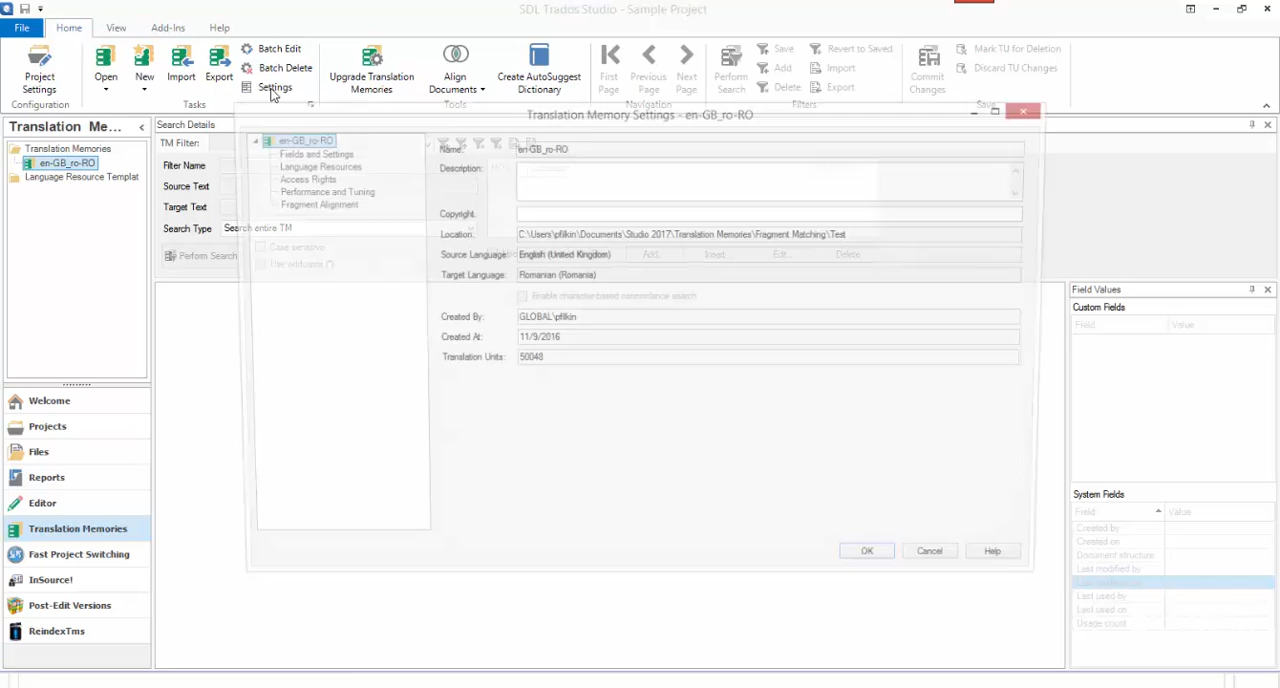 SDL Trados Studio - Sample Project
File
Home
View
Add-Ins
Help
Project Settings
Configuration
Open
New
Import
Export
Batch Edit
Batch Delete
Settings
Tasks
Upgrade Translation Memories
Align Documents
Create AutoSuggest Dictionary
Tools
First Page
Previous Page
Next Page
Navigation
Perform Search
Save
Add
Delete
Revert to Saved
Import
Export
Filters
Commit Changes
Mark TU for Deletion
Discard TU Changes
Save
Translation Me...
Translation Memories
en-GB_ro-RO
Language Resource Templat
Welcome
Projects
Files
Reports
Editor
Translation Memories
Fast Project Switching
InSource!
Post-Edit Versions
ReindexTms
Search Details
TM Filter:
Filter Name
Source Text
Target Text
Search Type
Search entire TM
Case sensitive
Use wildcards (*)
Perform Search
Translation Memory Settings - en-GB_ro-RO
en-GB_ro-RO
Fields and Settings
Language Resources
Access Rights
Performance and Tuning
Fragment Alignment
Name:
en-GB_ro-RO
Description:
Copyright:
Location:
C:\Users\pfilkin\Documents\Studio 2017\Translation Memories\Fragment Matching\Test
Source Language:
English (United Kingdom)
Add...
Insert...
Edit...
Delete
Target Language:
Romanian (Romania)
Enable character-based concordance search
Created By:
GLOBAL\pfilkin
Created At:
11/9/2016
Translation Units:
50048
OK
Cancel
Help
Field Values
Custom Fields
Field
Value
System Fields
Field
Value
Created by
Created on
Document structure
Last modified by
Last used by
Last used on
Usage count